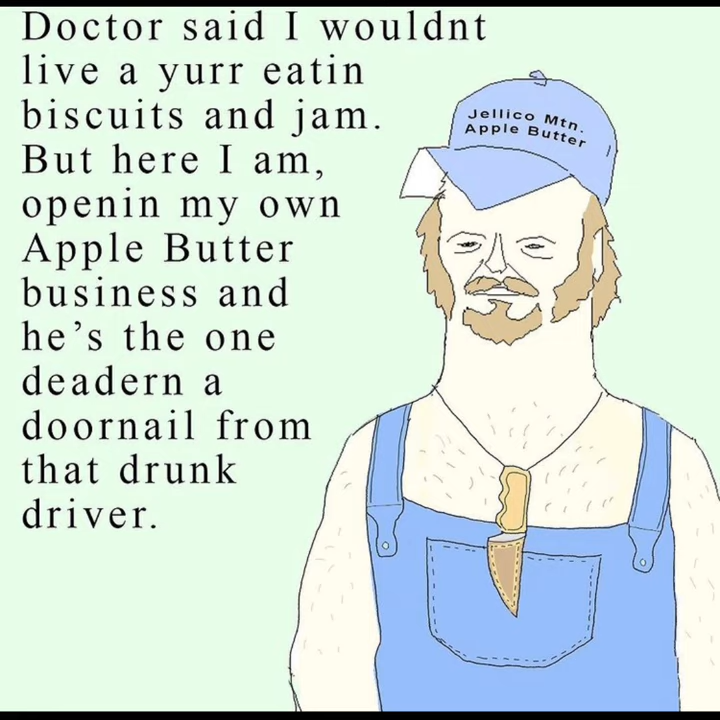 Doctor said I wouldnt
live a yurr eatin
biscuits and jam.
But here I am,
openin my own
Apple Butter
business and
he's the one
deadern a
doornail from
that drunk
driver.
Jellico Mtn.
Apple Butter